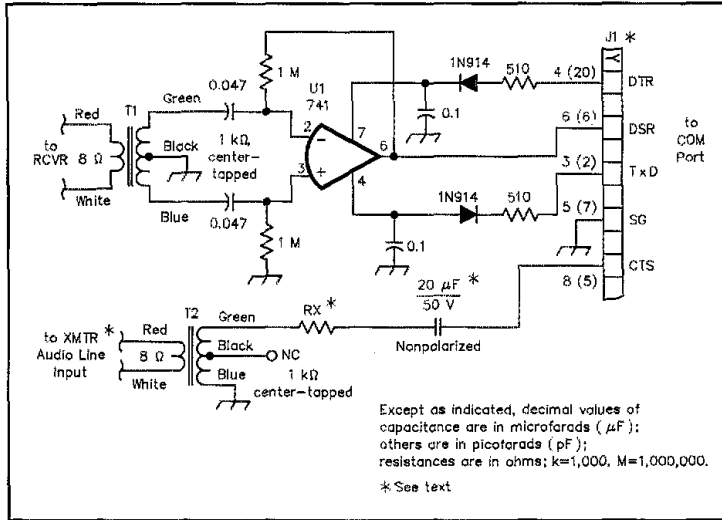 J1 *
1N914
510
4 (20)
DTR
1 M
U1
741
0.047
Green
T1
Red
to
RCVR
8 Ω
White
Black
1 kΩ,
center-
tapped
Blue
0.047
2
−
3
+
7
6
4
0.1
6 (6)
DSR
to
COM
Port
3 (2)
TxD
1N914
510
5 (7)
SG
0.1
1 M
CTS
8 (5)
20 μF *
50 V
Nonpolarized
RX *
T2
Green
to XMTR *
Audio Line
Input
Red
8 Ω
White
Black
NC
Blue
1 kΩ
center-tapped
Except as indicated, decimal values of
capacitance are in microfarads ( μF );
others are in picofarads ( pF );
resistances are in ohms; k=1,000, M=1,000,000.
* See text